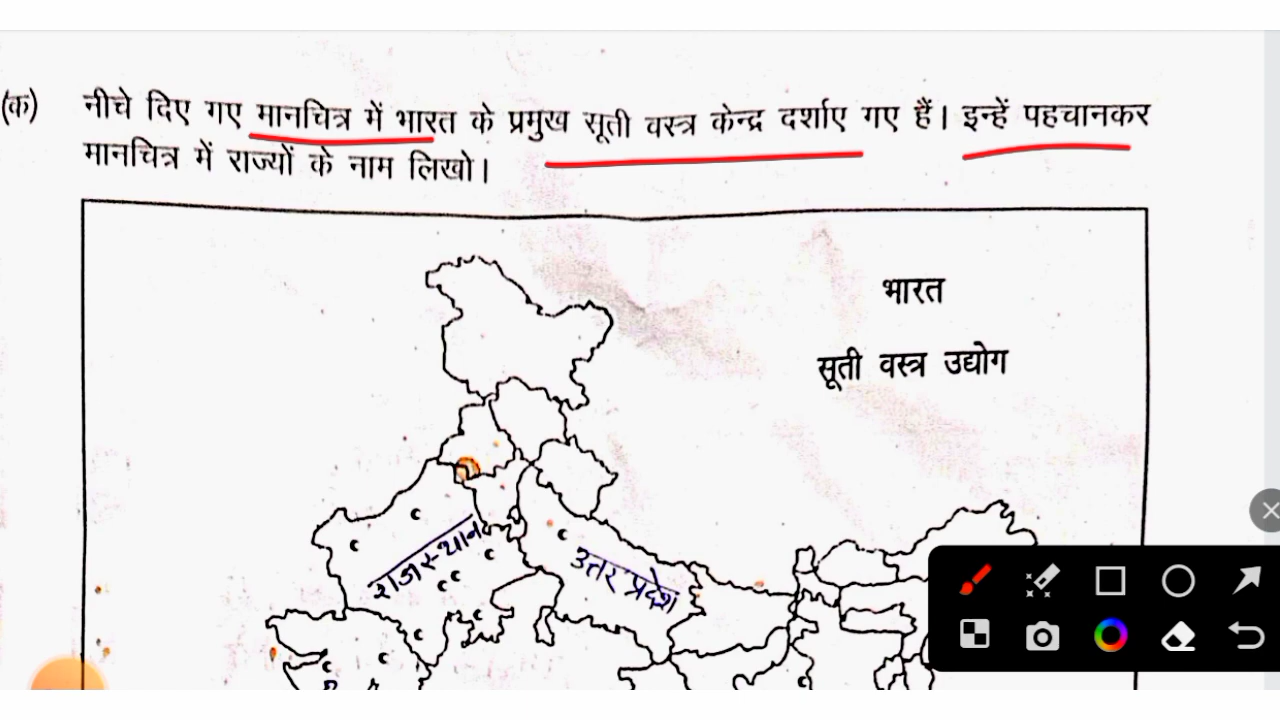 (क) नीचे दिए गए मानचित्र में भारत के प्रमुख सूती वस्त्र केन्द्र दर्शाए गए हैं। इन्हें पहचानकर
मानचित्र में राज्यों के नाम लिखो।
भारत
सूती वस्त्र उद्योग
राजस्थान
उत्तर प्रदेश